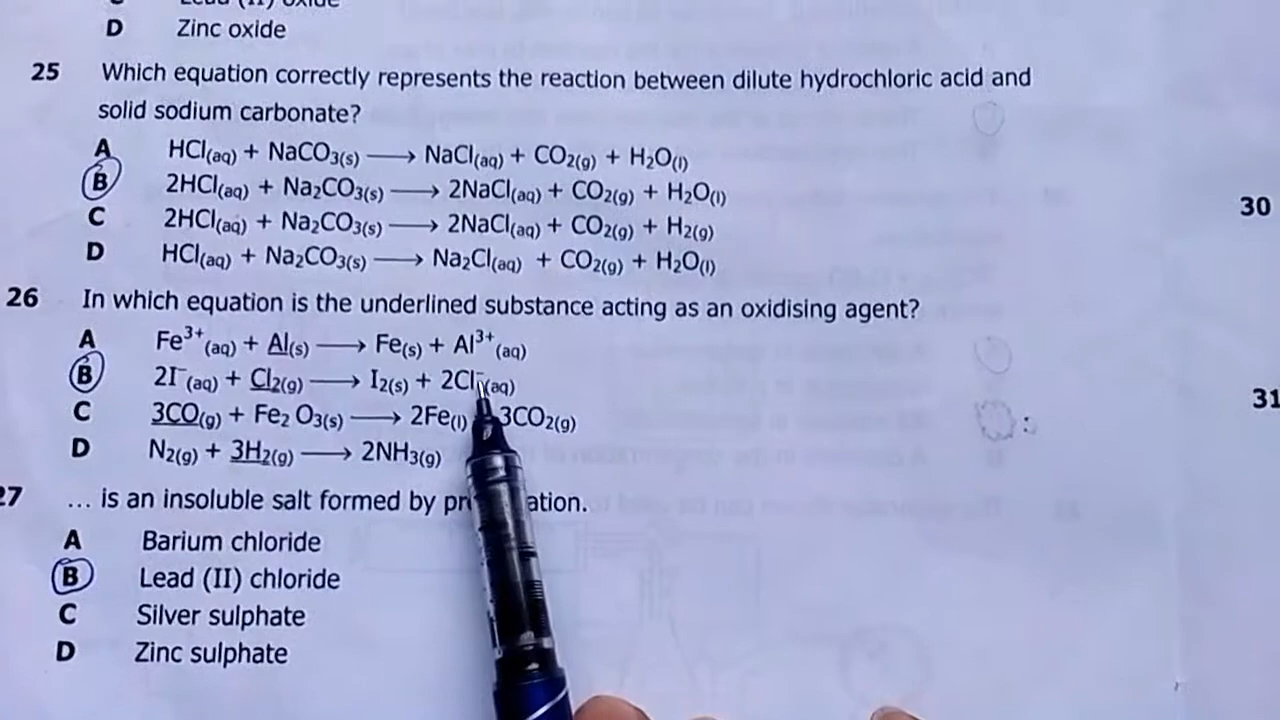 D Zinc oxide
25 Which equation correctly represents the reaction between dilute hydrochloric acid and
solid sodium carbonate?
A HCl(aq) + NaCO3(s) ⟶ NaCl(aq) + CO2(g) + H2O(l)
B 2HCl(aq) + Na2CO3(s) ⟶ 2NaCl(aq) + CO2(g) + H2O(l)
C 2HCl(aq) + Na2CO3(s) ⟶ 2NaCl(aq) + CO2(g) + H2(g)
D HCl(aq) + Na2CO3(s) ⟶ Na2Cl(aq) + CO2(g) + H2O(l)
30
26 In which equation is the underlined substance acting as an oxidising agent?
A Fe³⁺(aq) + Al(s) ⟶ Fe(s) + Al³⁺(aq)
B 2I⁻(aq) + Cl2(g) ⟶ I2(s) + 2Cl⁻(aq)
C 3CO(g) + Fe2 O3(s) ⟶ 2Fe(l) 3CO2(g)
D N2(g) + 3H2(g) ⟶ 2NH3(g)
31
27 ... is an insoluble salt formed by
A Barium chloride
B Lead (II) chloride
C Silver sulphate
D Zinc sulphate